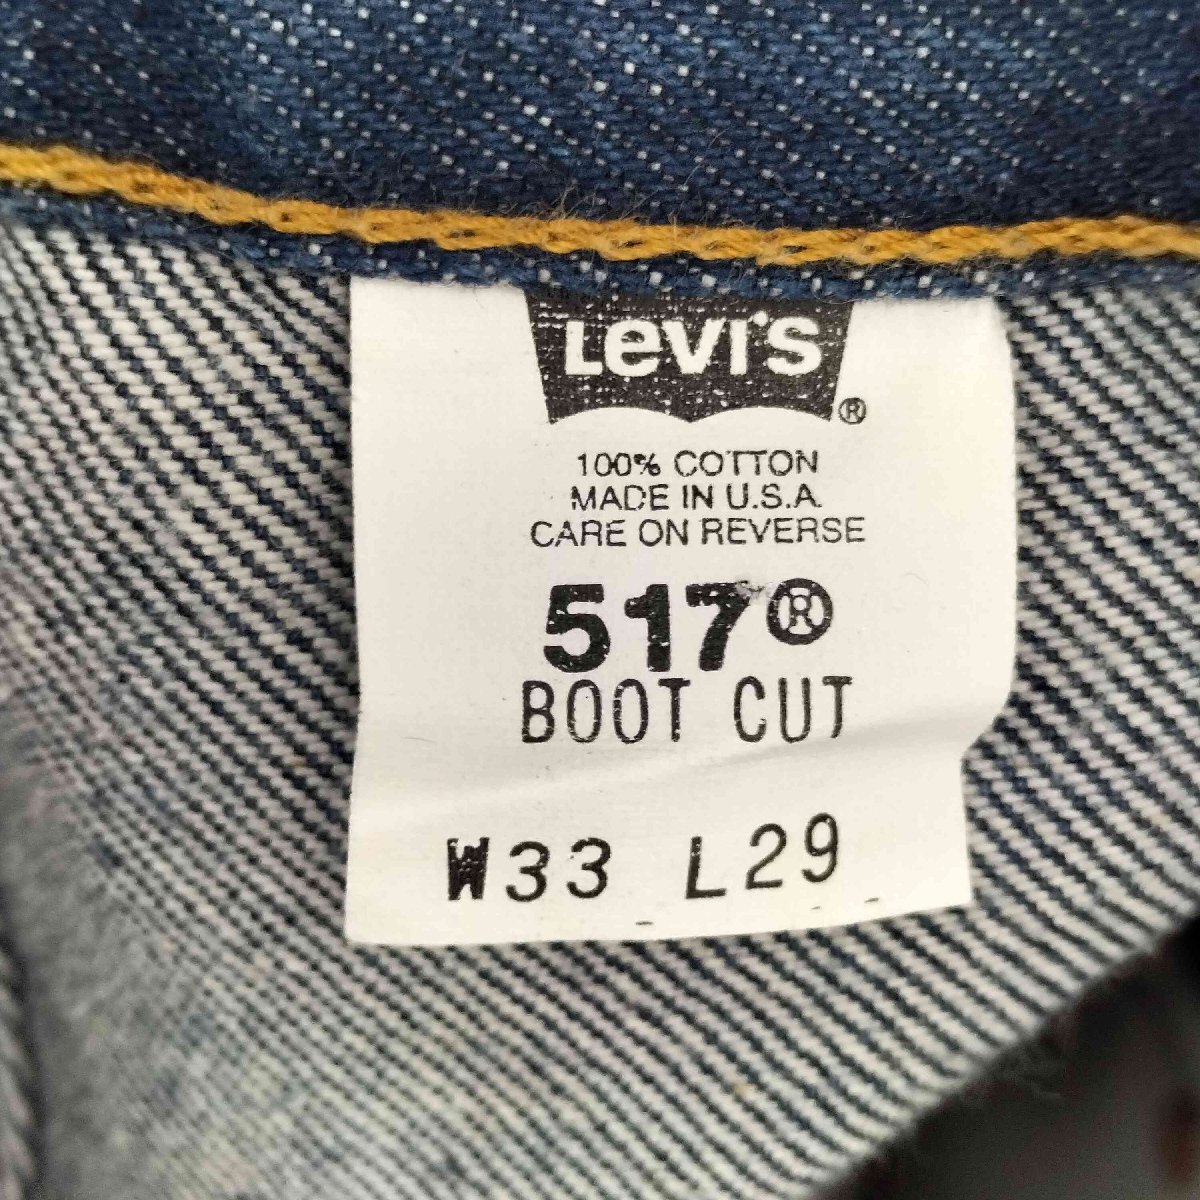 Levi's ®
100% COTTON
MADE IN U.S.A.
CARE ON REVERSE
517®
BOOT CUT
W33 L29